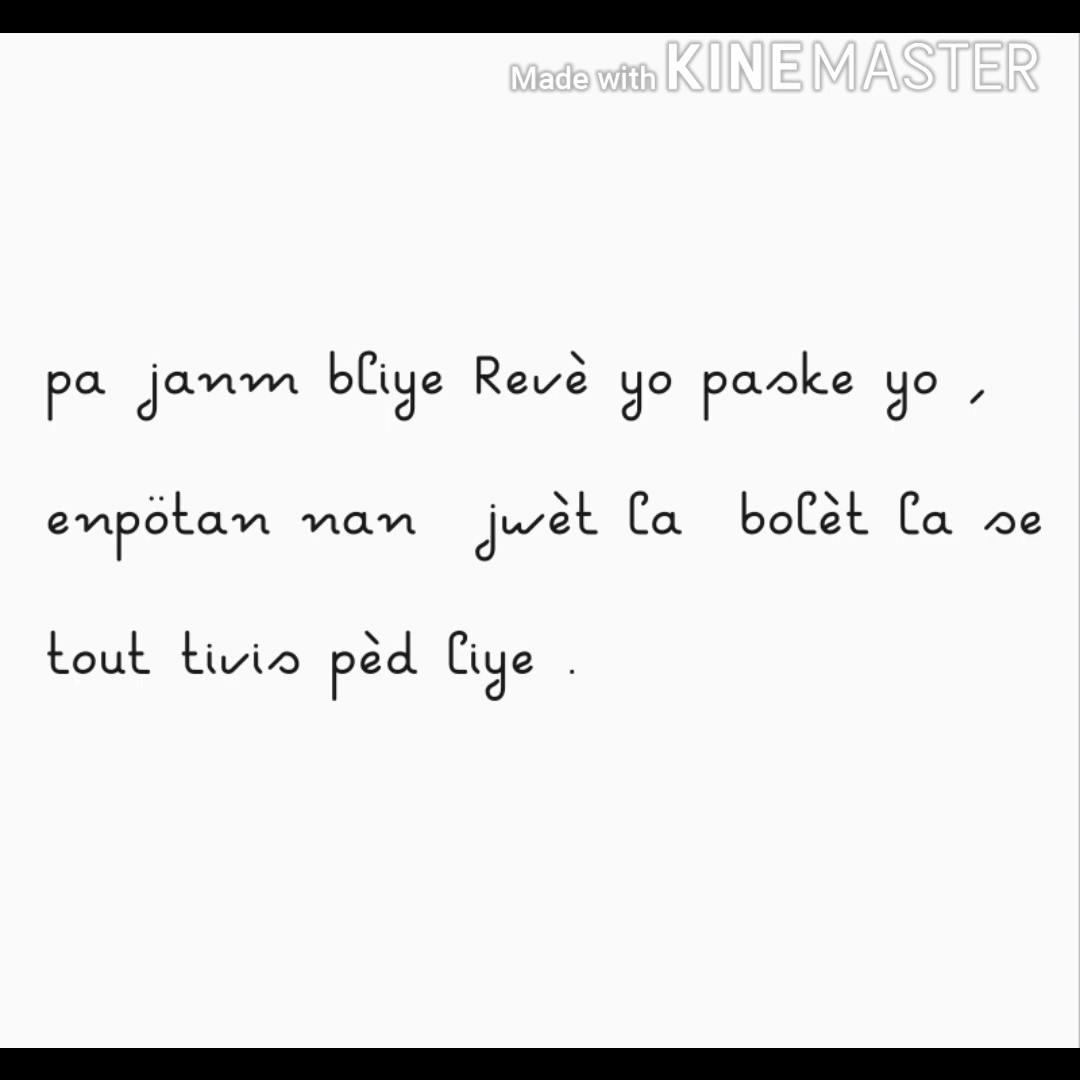 Made with KINEMASTER
pa janm bliye Revè yo paske yo ,
enpötan nan jwèt la bolèt la se
tout tivis pèd liye .